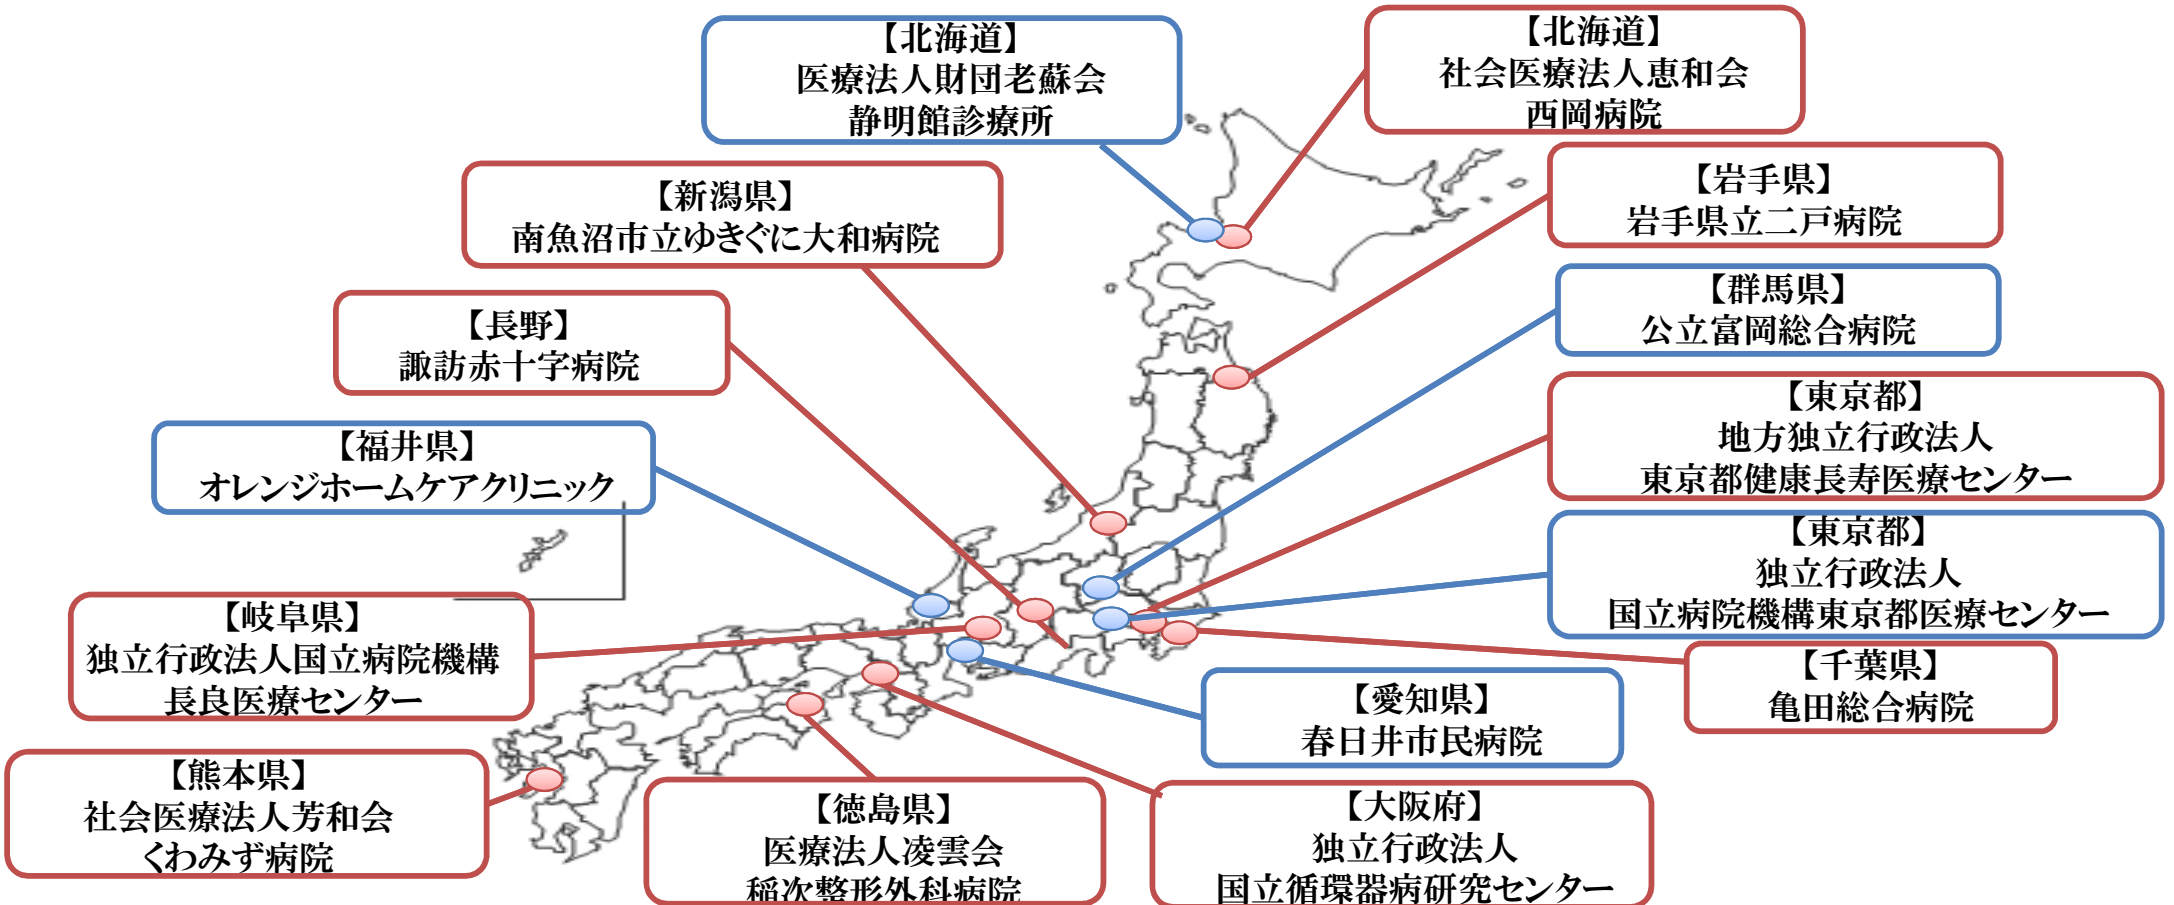 【北海道】
医療法人財団老蘇会
静明館診療所
【北海道】
社会医療法人恵和会
西岡病院
【新潟県】
南魚沼市立ゆきぐに大和病院
【岩手県】
岩手県立二戸病院
【長野】
諏訪赤十字病院
【群馬県】
公立富岡総合病院
【福井県】
オレンジホームケアクリニック
【東京都】
地方独立行政法人
東京都健康長寿医療センター
【東京都】
独立行政法人
国立病院機構東京都医療センター
【岐阜県】
独立行政法人国立病院機構
長良医療センター
【千葉県】
亀田総合病院
【愛知県】
春日井市民病院
【熊本県】
社会医療法人芳和会
くわみず病院
【徳島県】
医療法人凌雲会
稲次整形外科病院
【大阪府】
独立行政法人
国立循環器病研究センター